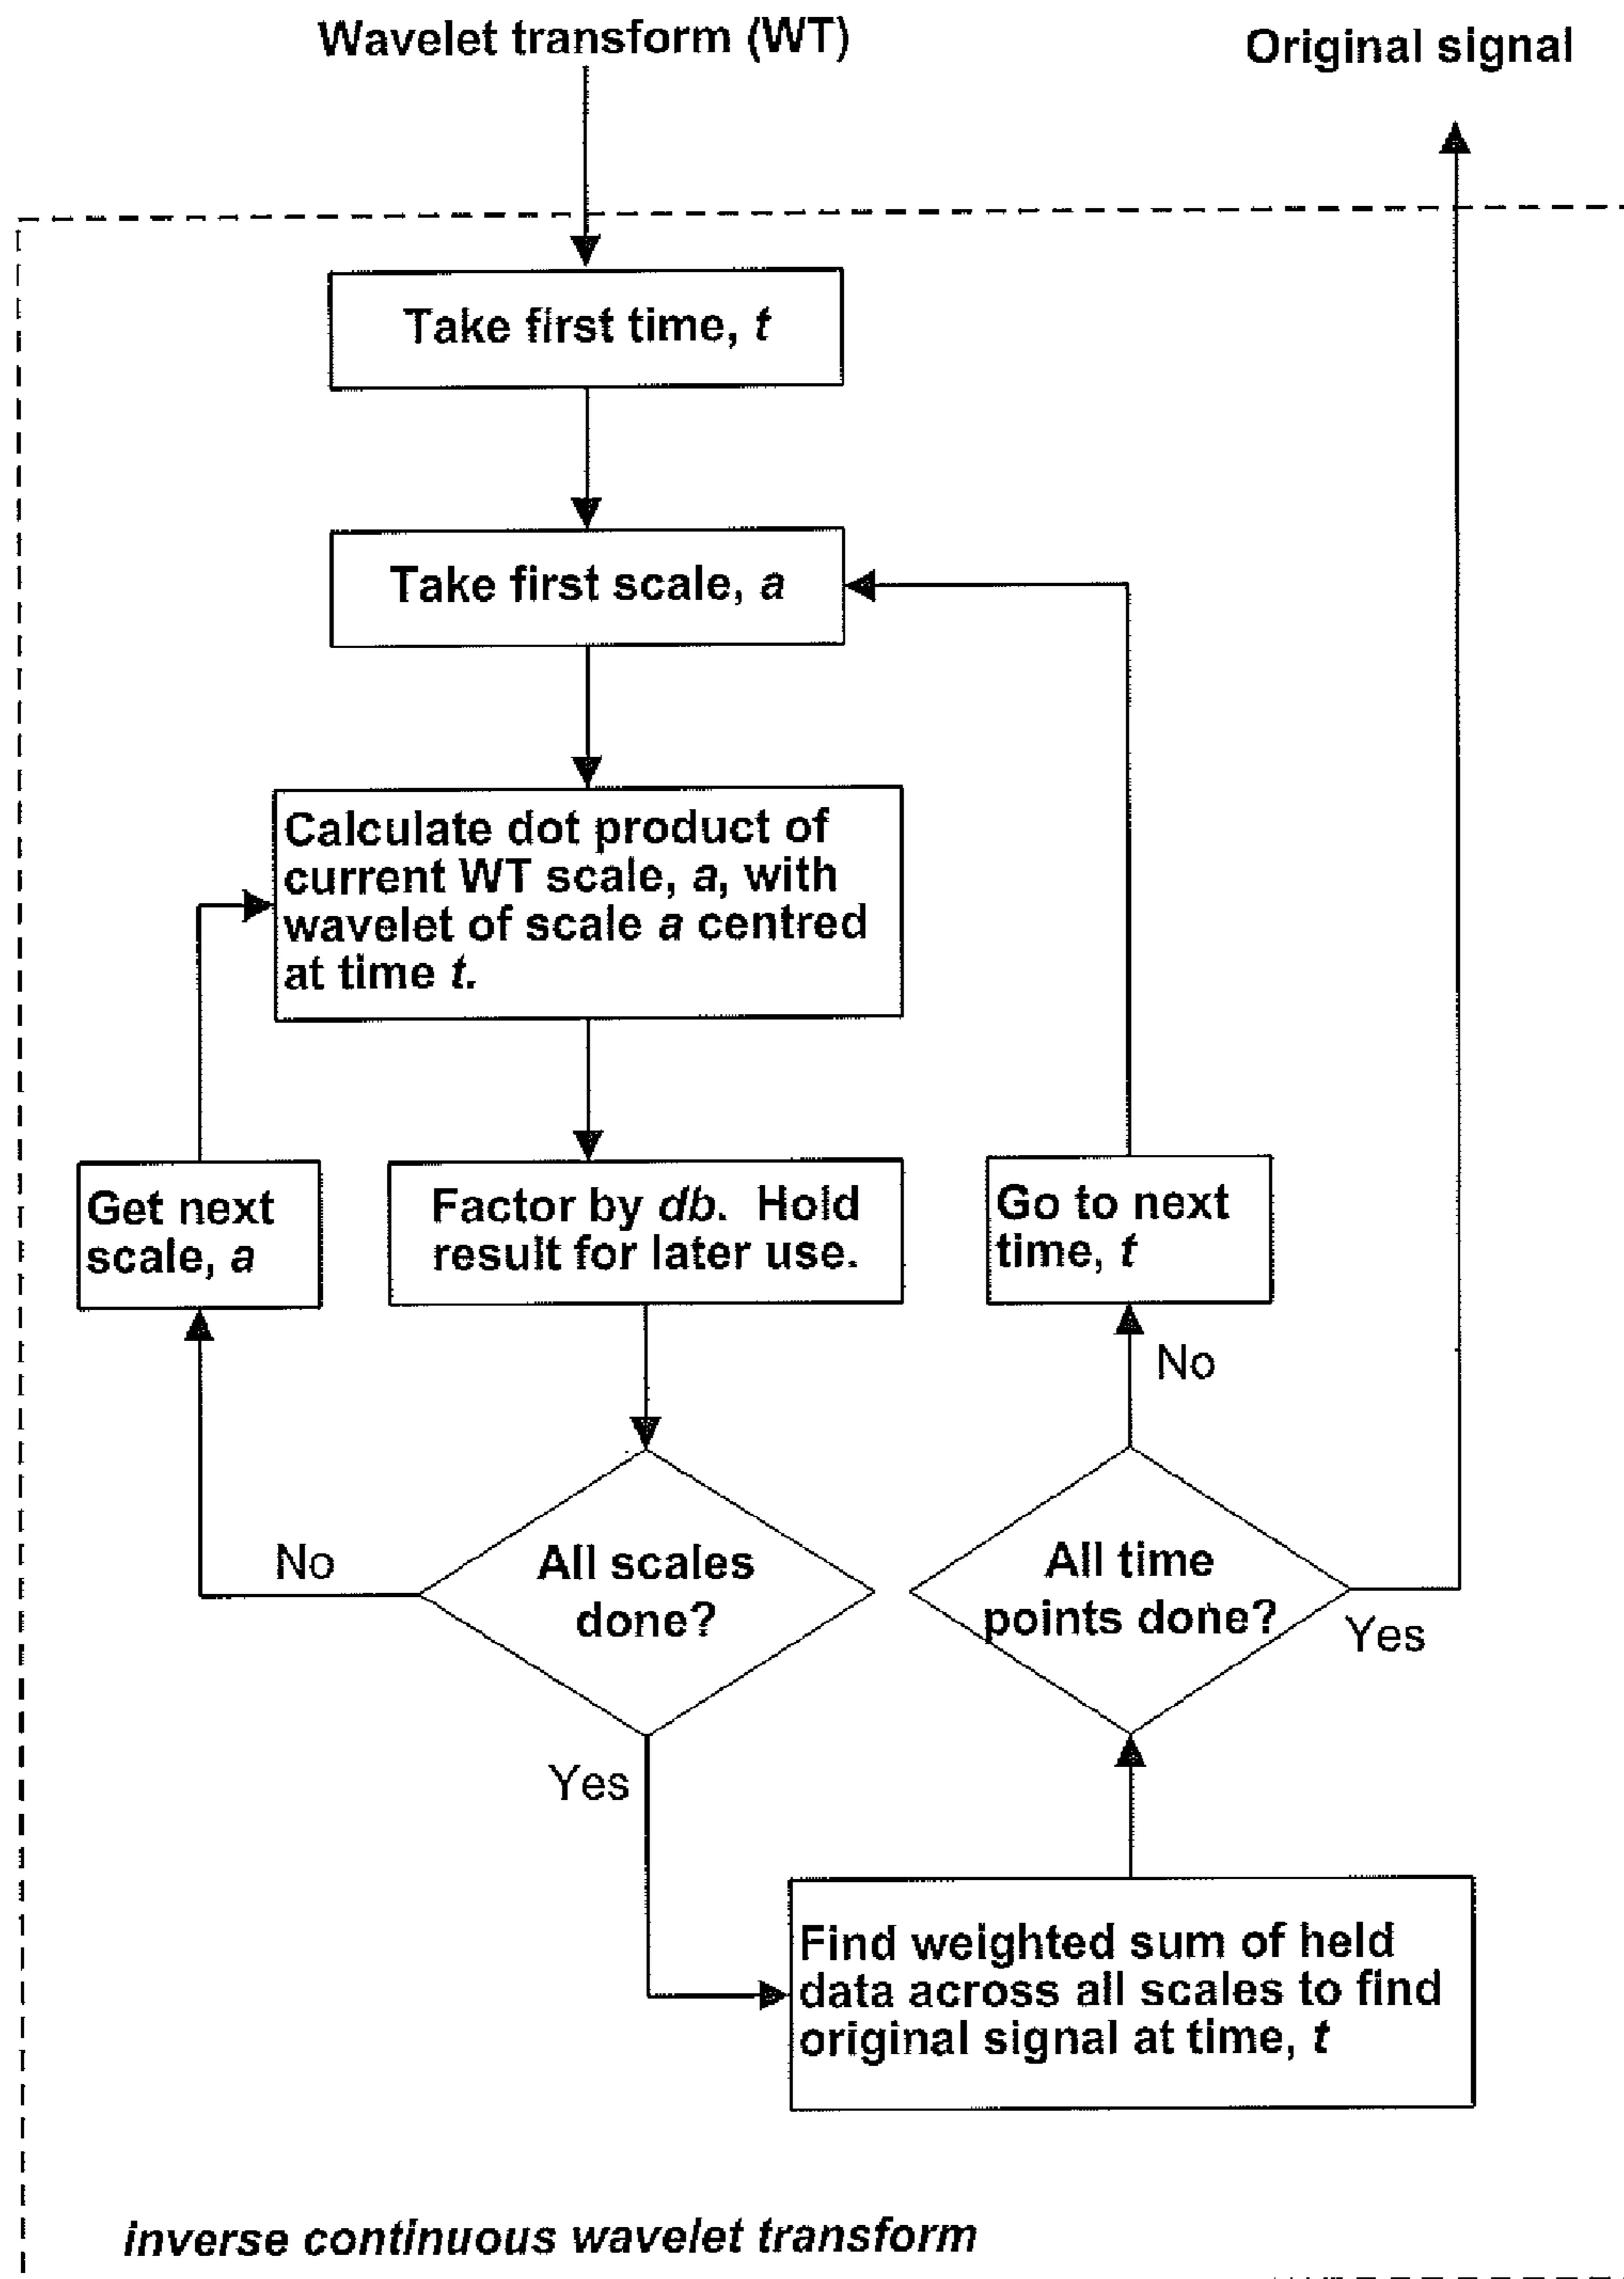 Wavelet transform (WT)
Original signal
Take first time, t
Take first scale, a
Calculate dot product of
current WT scale, a, with
wavelet of scale a centred
at time t.
Get next
scale, a
Factor by db. Hold
result for later use.
Go to next
time, t
No
No
All scales
done?
All time
points done?
Yes
Yes
Find weighted sum of held
data across all scales to find
original signal at time, t
inverse continuous wavelet transform